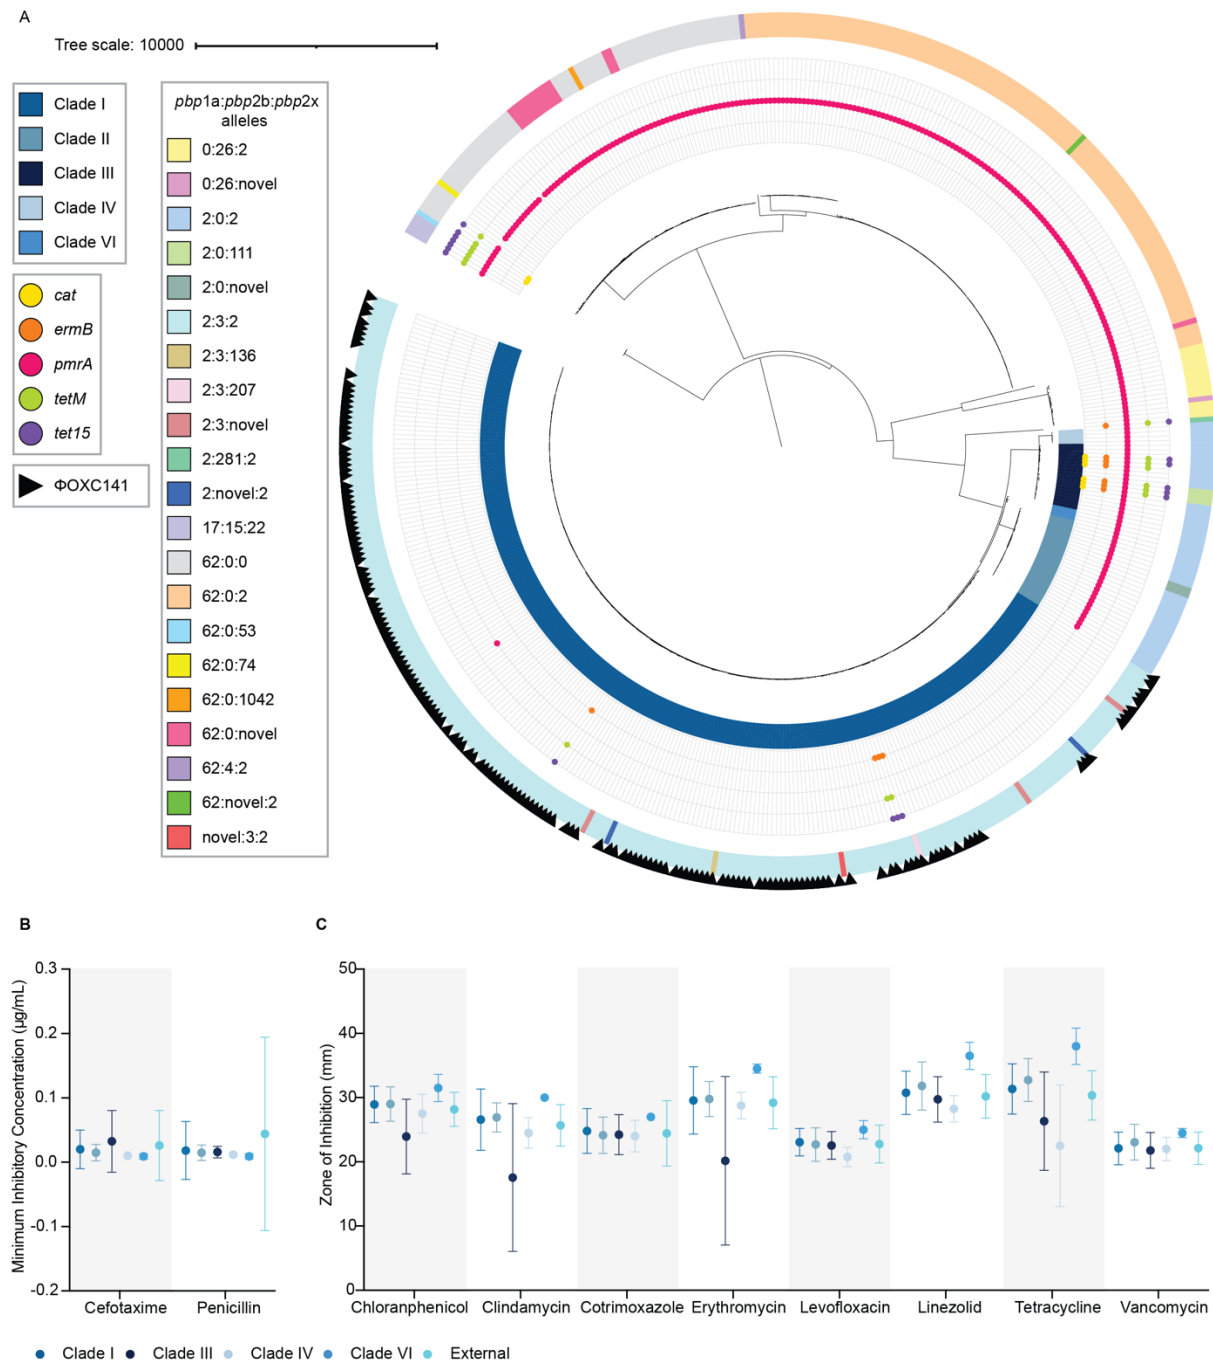 A
Tree scale: 10000
Clade I
Clade II
Clade III
Clade IV
Clade VI
cat
ermB
pmrA
tetM
tet15
ΦOXC141
pbp1a:pbp2b:pbp2x
alleles
0:26:2
0:26:novel
2:0:2
2:0:111
2:0:novel
2:3:2
2:3:136
2:3:207
2:3:novel
2:281:2
2:novel:2
17:15:22
62:0:0
62:0:2
62:0:53
62:0:74
62:0:1042
62:0:novel
62:4:2
62:novel:2
novel:3:2
B
Minimum Inhibitory Concentration (µg/mL)
0.3
0.2
0.1
0.0
-0.1
-0.2
Cefotaxime
Penicillin
C
Zone of Inhibition (mm)
50
40
30
20
10
0
Chloranphenicol
Clindamycin
Cotrimoxazole
Erythromycin
Levofloxacin
Linezolid
Tetracycline
Vancomycin
Clade I
Clade III
Clade IV
Clade VI
External